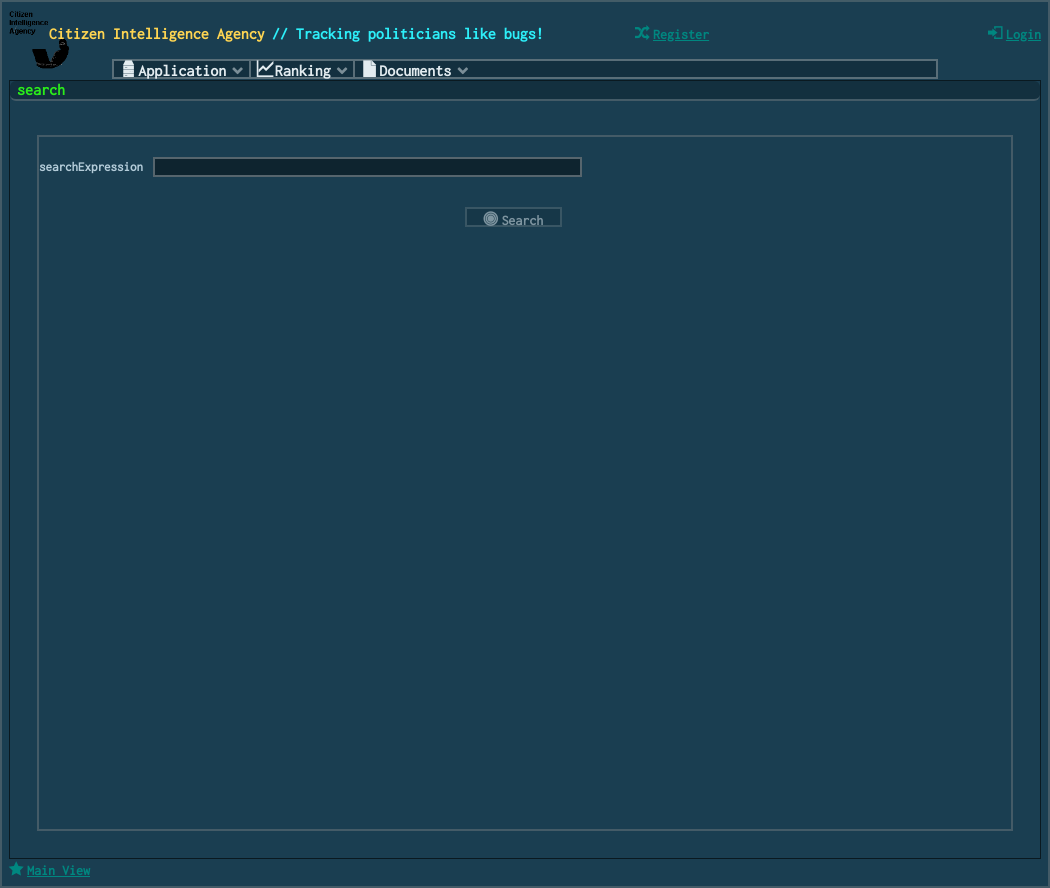 Citizen
Intelligence
Agency
Citizen Intelligence Agency // Tracking politicians like bugs!
Register
Login
Application
Ranking
Documents
search
searchExpression
Search
Main View